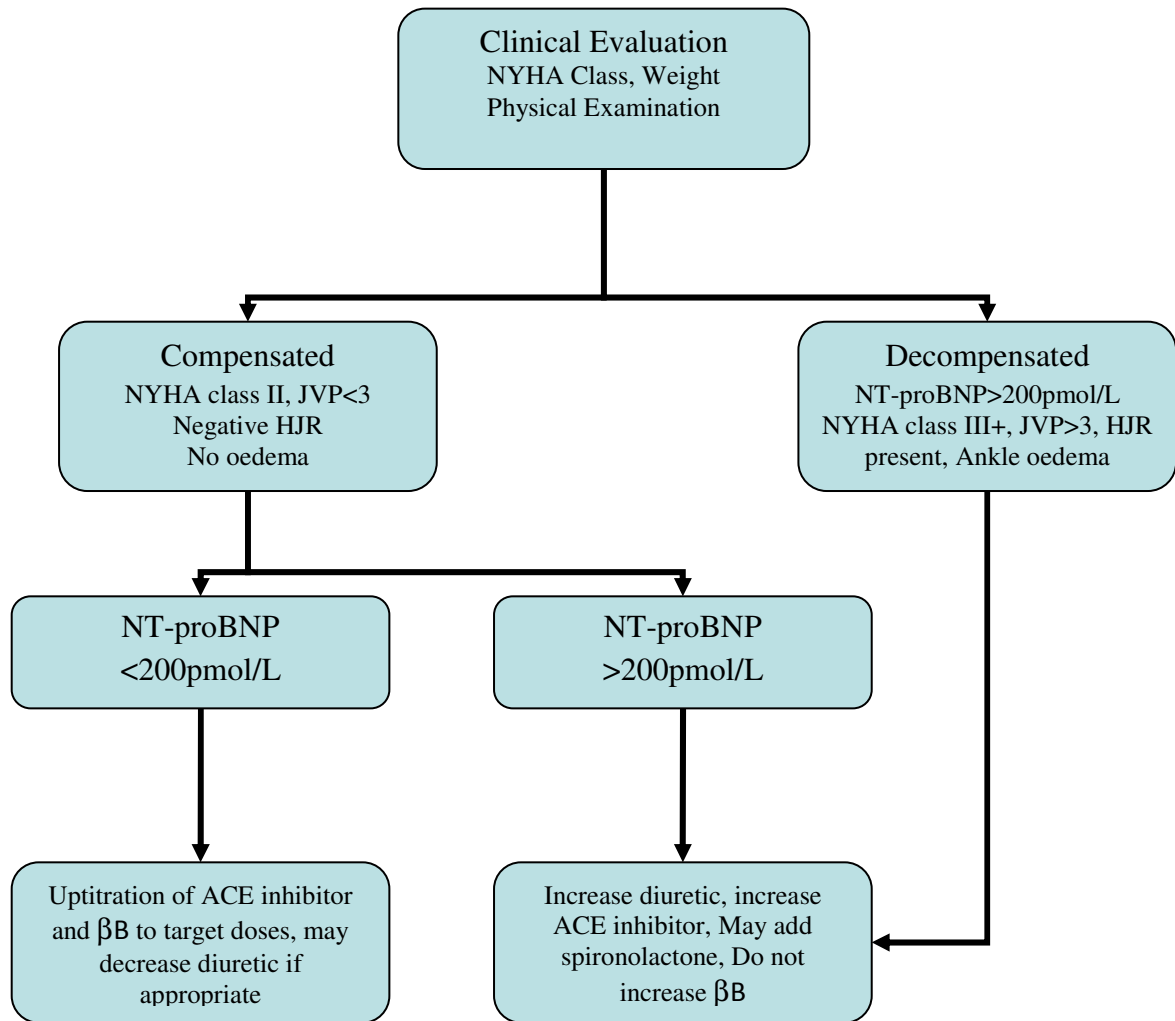 Clinical Evaluation
NYHA Class, Weight
Physical Examination
Compensated
NYHA class II, JVP<3
Negative HJR
No oedema
Decompensated
NT-proBNP>200pmol/L
NYHA class III+, JVP>3, HJR
present, Ankle oedema
NT-proBNP
<200pmol/L
NT-proBNP
>200pmol/L
Uptitration of ACE inhibitor
and βB to target doses, may
decrease diuretic if
appropriate
Increase diuretic, increase
ACE inhibitor, May add
spironolactone, Do not
increase βB